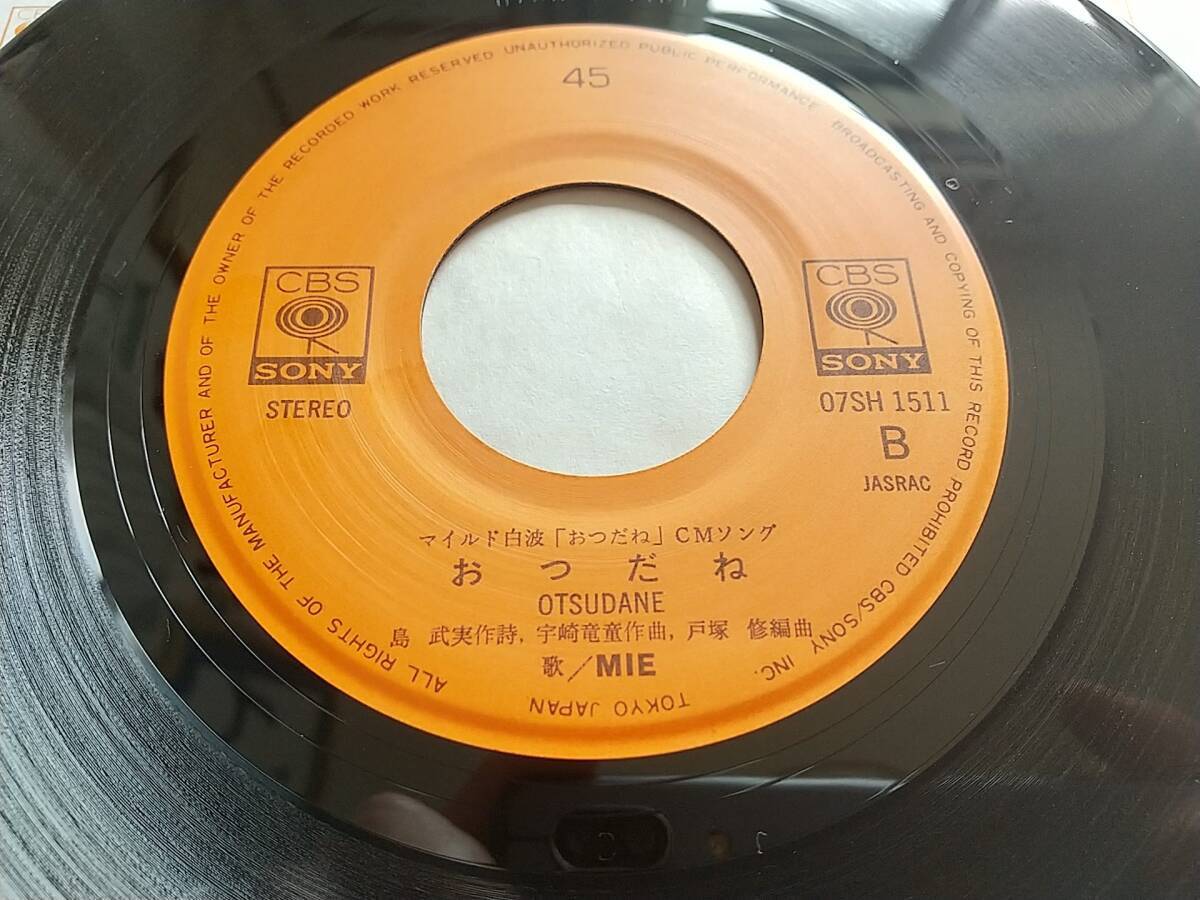 45
CBS
SONY
STEREO
CBS
SONY
07SH 1511
B
JASRAC
マイルド白波「おつだね」CMソング
おつだね
OTSUDANE
島 武実作詩, 宇崎竜童作曲, 戸塚 修編曲
歌/MIE
ALL RIGHTS OF THE MANUFACTURER AND OF THE OWNER OF THE RECORDED WORK RESERVED UNAUTHORIZED PUBLIC PERFORMANCE BROADCASTING AND COPYING OF THIS RECORD PROHIBITED CBS/SONY INC.
TOKYO JAPAN